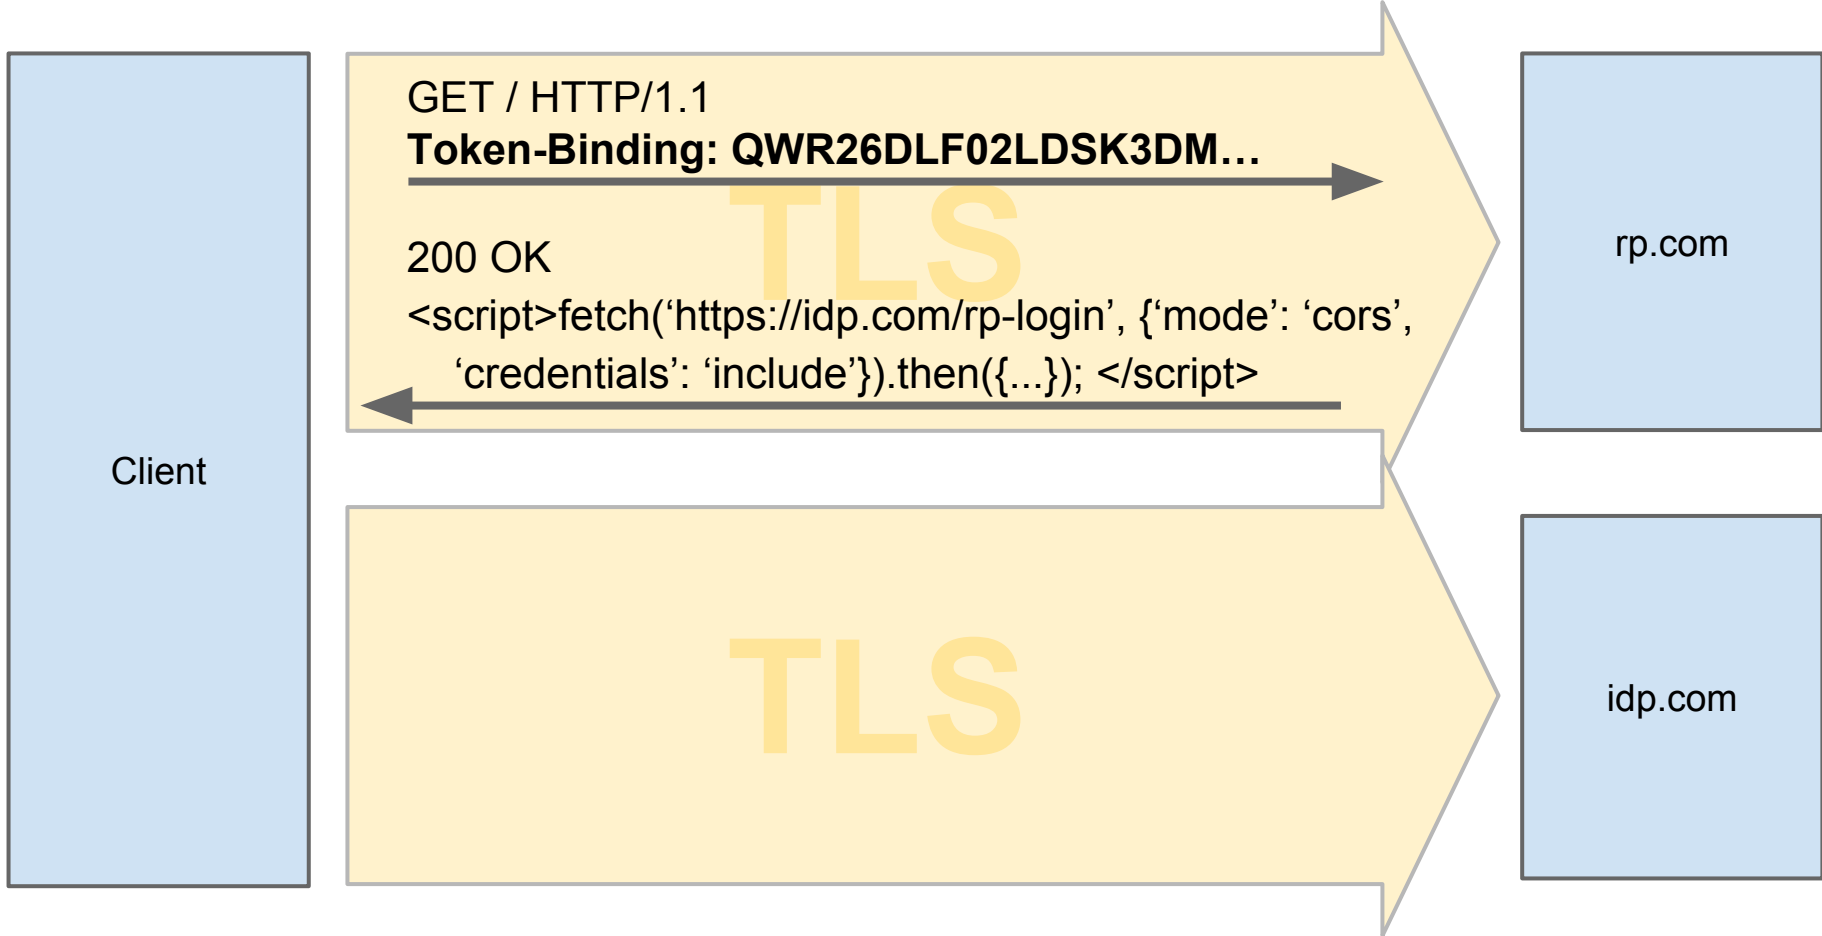 GET / HTTP/1.1
Token-Binding: QWR26DLF02LDSK3DM…
TLS
200 OK
<script>fetch(‘https://idp.com/rp-login’, {‘mode’: ‘cors’,
‘credentials’: ‘include’}).then({...}); </script>
rp.com
Client
TLS
idp.com